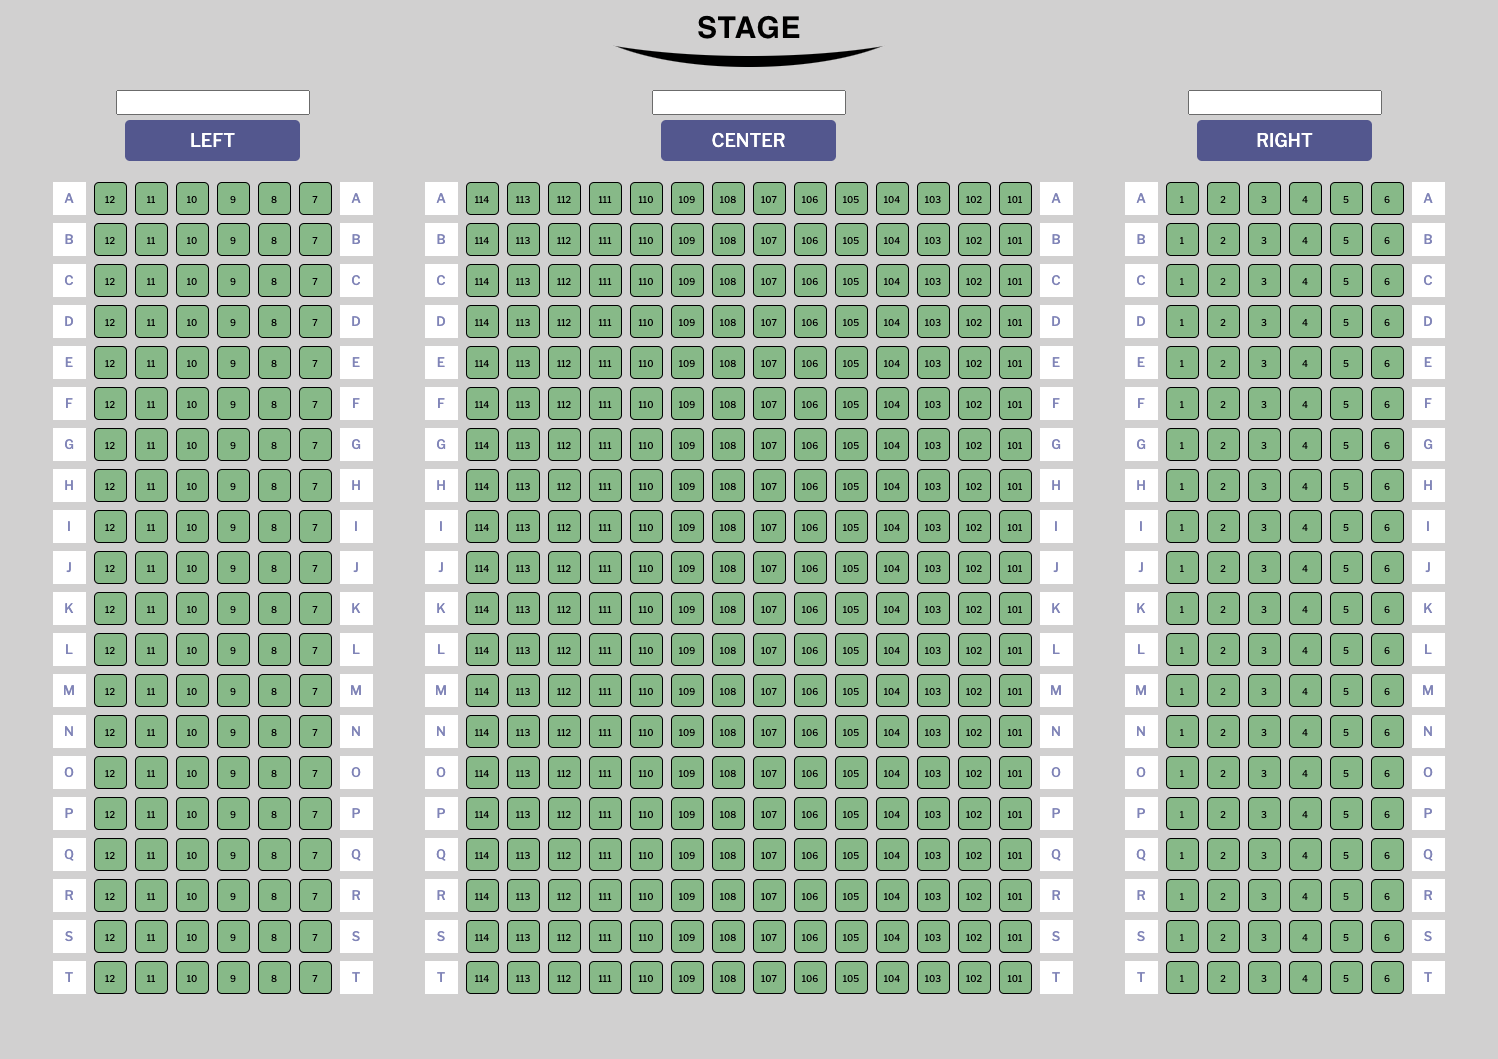 STAGE
LEFT CENTER RIGHT
A 12 11 10 9 8 7 A A 114 113 112 111 110 109 108 107 106 105 104 103 102 101 A A 1 2 3 4 5 6 A
B 12 11 10 9 8 7 B B 114 113 112 111 110 109 108 107 106 105 104 103 102 101 B B 1 2 3 4 5 6 B
C 12 11 10 9 8 7 C C 114 113 112 111 110 109 108 107 106 105 104 103 102 101 C C 1 2 3 4 5 6 C
D 12 11 10 9 8 7 D D 114 113 112 111 110 109 108 107 106 105 104 103 102 101 D D 1 2 3 4 5 6 D
E 12 11 10 9 8 7 E E 114 113 112 111 110 109 108 107 106 105 104 103 102 101 E E 1 2 3 4 5 6 E
F 12 11 10 9 8 7 F F 114 113 112 111 110 109 108 107 106 105 104 103 102 101 F F 1 2 3 4 5 6 F
G 12 11 10 9 8 7 G G 114 113 112 111 110 109 108 107 106 105 104 103 102 101 G G 1 2 3 4 5 6 G
H 12 11 10 9 8 7 H H 114 113 112 111 110 109 108 107 106 105 104 103 102 101 H H 1 2 3 4 5 6 H
I 12 11 10 9 8 7 I I 114 113 112 111 110 109 108 107 106 105 104 103 102 101 I I 1 2 3 4 5 6 I
J 12 11 10 9 8 7 J J 114 113 112 111 110 109 108 107 106 105 104 103 102 101 J J 1 2 3 4 5 6 J
K 12 11 10 9 8 7 K K 114 113 112 111 110 109 108 107 106 105 104 103 102 101 K K 1 2 3 4 5 6 K
L 12 11 10 9 8 7 L L 114 113 112 111 110 109 108 107 106 105 104 103 102 101 L L 1 2 3 4 5 6 L
M 12 11 10 9 8 7 M M 114 113 112 111 110 109 108 107 106 105 104 103 102 101 M M 1 2 3 4 5 6 M
N 12 11 10 9 8 7 N N 114 113 112 111 110 109 108 107 106 105 104 103 102 101 N N 1 2 3 4 5 6 N
O 12 11 10 9 8 7 O O 114 113 112 111 110 109 108 107 106 105 104 103 102 101 O O 1 2 3 4 5 6 O
P 12 11 10 9 8 7 P P 114 113 112 111 110 109 108 107 106 105 104 103 102 101 P P 1 2 3 4 5 6 P
Q 12 11 10 9 8 7 Q Q 114 113 112 111 110 109 108 107 106 105 104 103 102 101 Q Q 1 2 3 4 5 6 Q
R 12 11 10 9 8 7 R R 114 113 112 111 110 109 108 107 106 105 104 103 102 101 R R 1 2 3 4 5 6 R
S 12 11 10 9 8 7 S S 114 113 112 111 110 109 108 107 106 105 104 103 102 101 S S 1 2 3 4 5 6 S
T 12 11 10 9 8 7 T T 114 113 112 111 110 109 108 107 106 105 104 103 102 101 T T 1 2 3 4 5 6 T